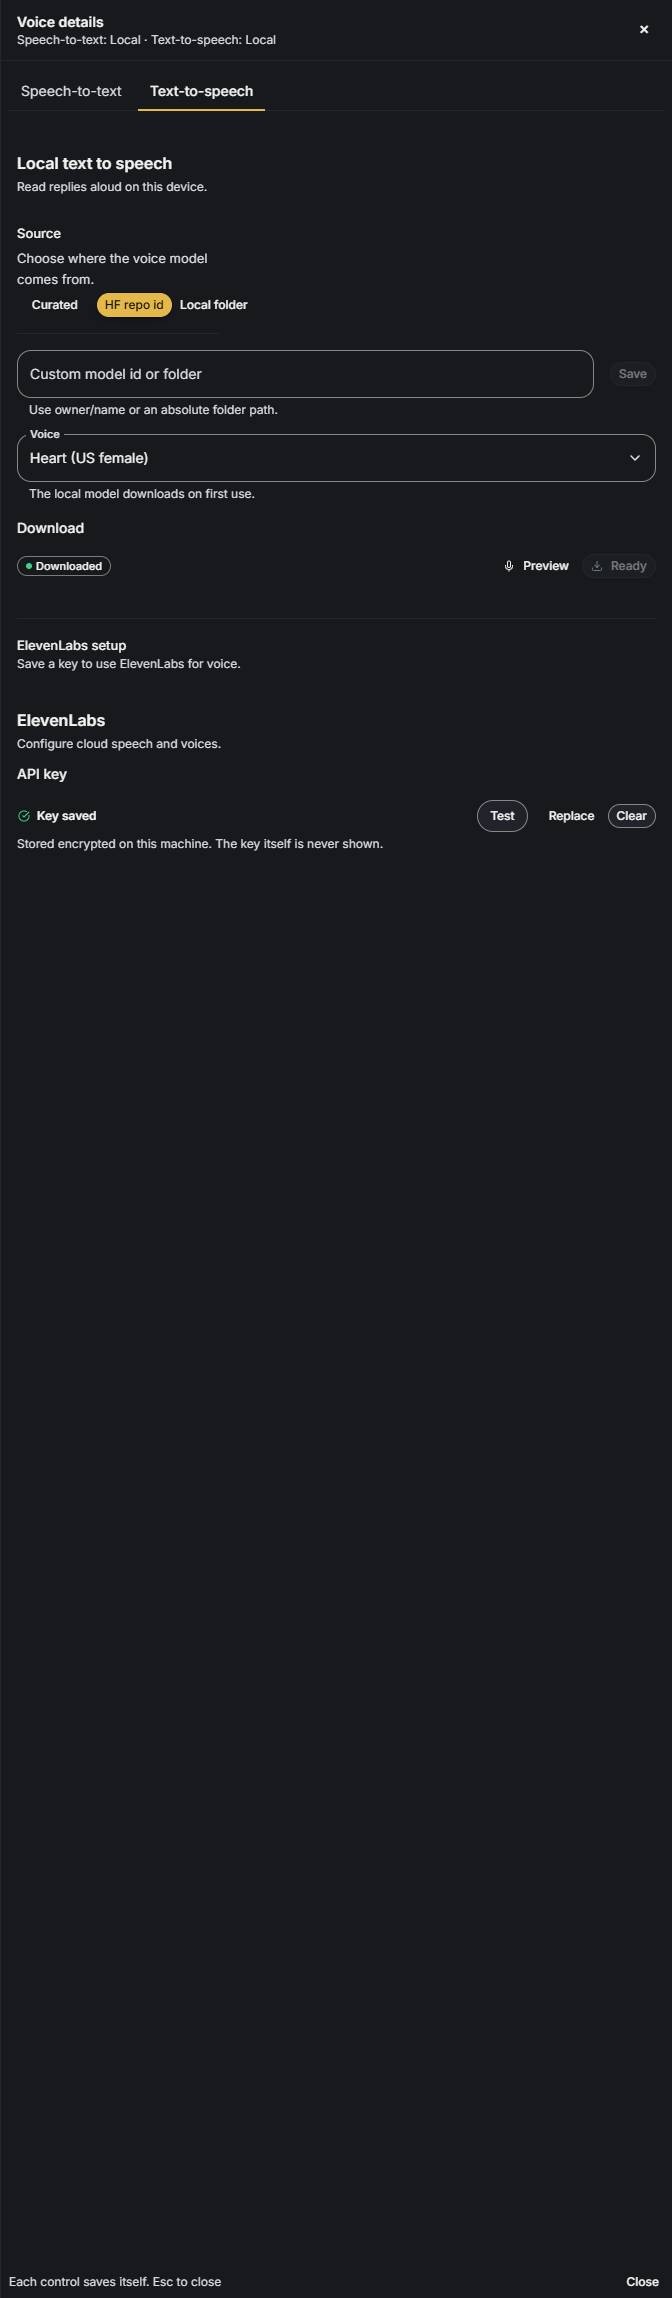 Voice details
Speech-to-text: Local · Text-to-speech: Local
Speech-to-text
Text-to-speech
Local text to speech
Read replies aloud on this device.
Source
Choose where the voice model
comes from.
Curated
HF repo id
Local folder
Custom model id or folder
Save
Use owner/name or an absolute folder path.
Voice
Heart (US female)
The local model downloads on first use.
Download
Downloaded
Preview
Ready
ElevenLabs setup
Save a key to use ElevenLabs for voice.
ElevenLabs
Configure cloud speech and voices.
API key
Key saved
Test
Replace
Clear
Stored encrypted on this machine. The key itself is never shown.
Each control saves itself. Esc to close
Close